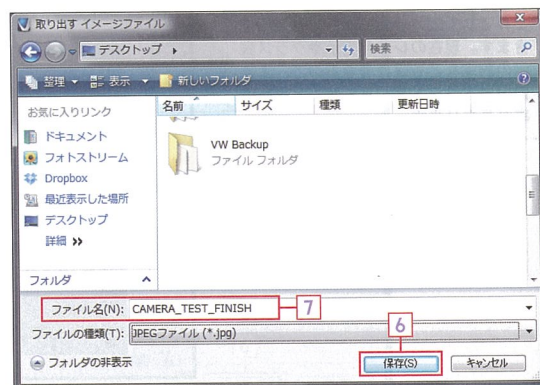 取り出す イメージファイル
デスクトップ
検索
整理 表示 新しいフォルダ
お気に入りリンク
ドキュメント
フォトストリーム
Dropbox
最近表示した場所
デスクトップ
詳細 >>
フォルダ
名前 サイズ 種類 更新日時
VW Backup
ファイル フォルダ
ファイル名(N): CAMERA_TEST_FINISH
7
ファイルの種類(T): JPEGファイル (*.jpg)
6
フォルダの非表示 保存(S) キャンセル